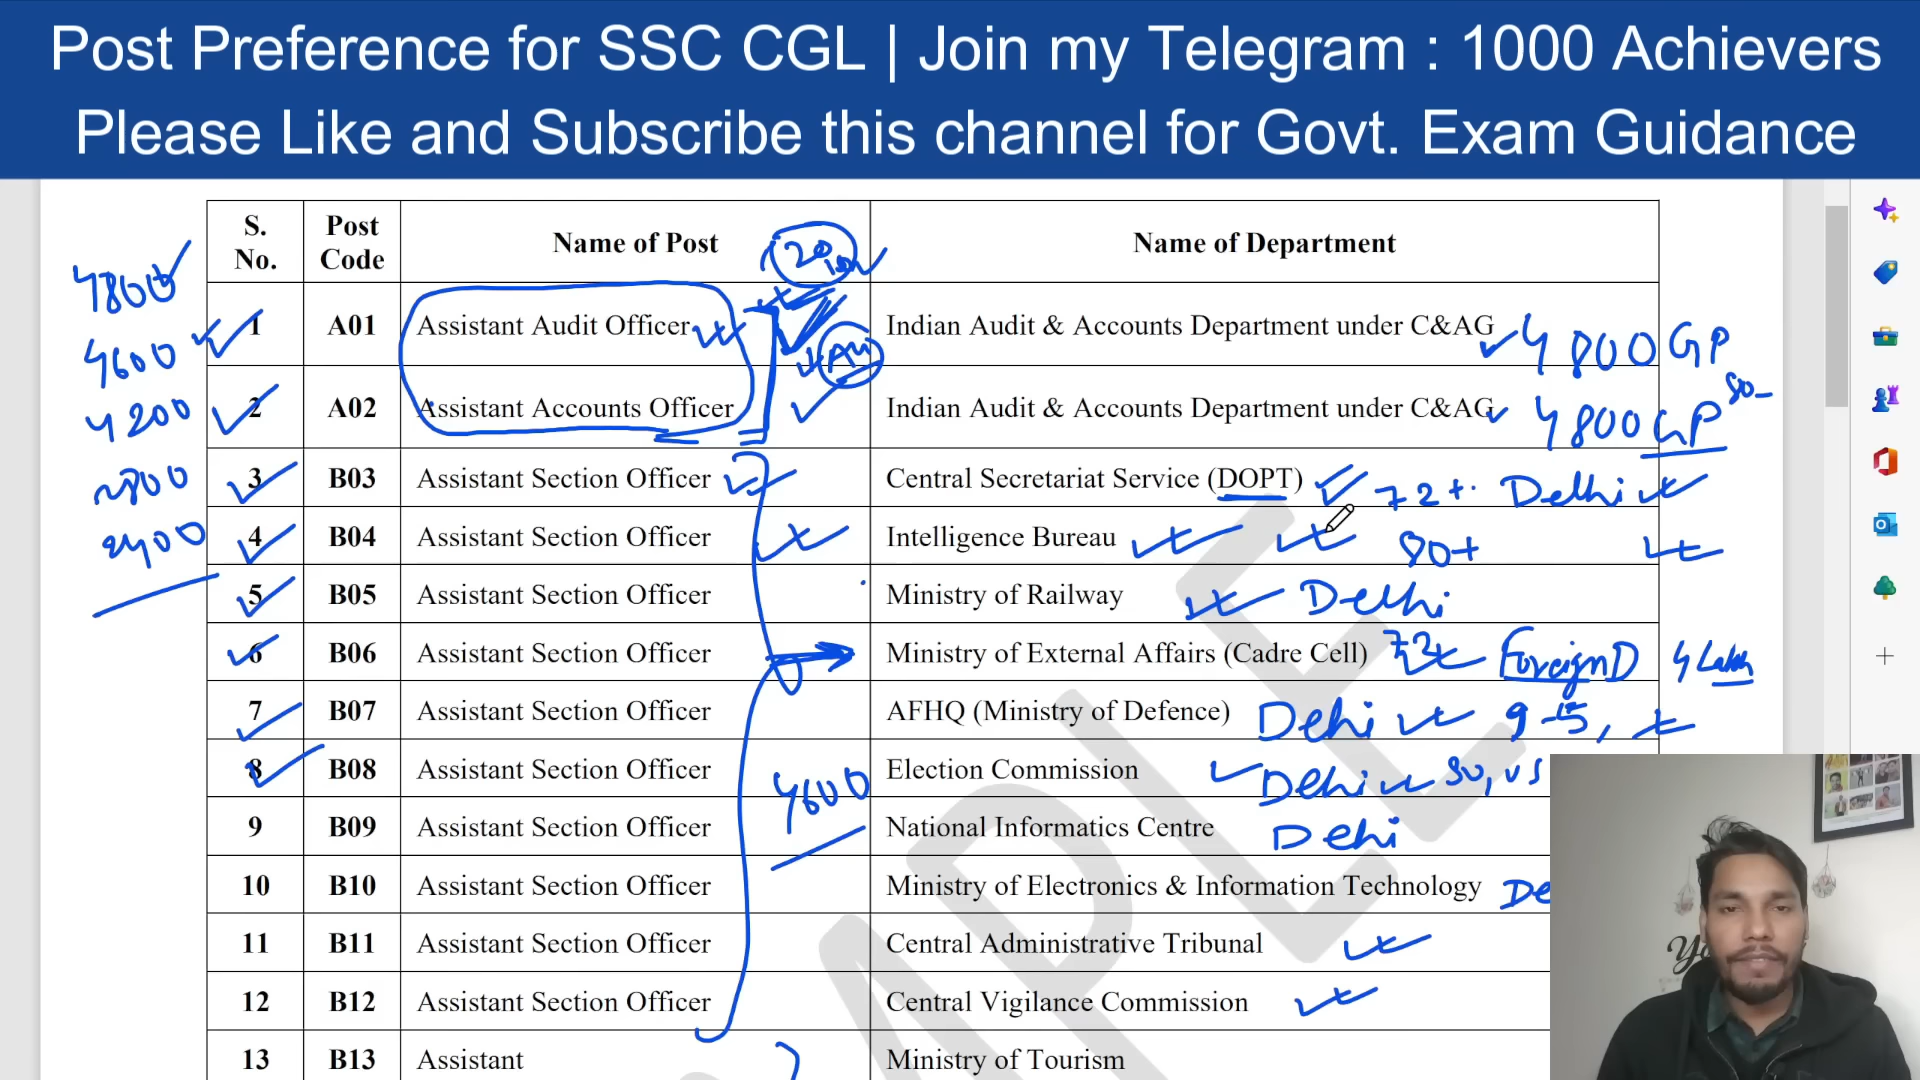 Post Preference for SSC CGL | Join my Telegram : 1000 Achievers
Please Like and Subscribe this channel for Govt. Exam Guidance
S. No. Post Code Name of Post Name of Department
4800
4600
4200
2800
2400
1 A01 Assistant Audit Officer Indian Audit & Accounts Department under C&AG 4800 GP
2 A02 Assistant Accounts Officer Indian Audit & Accounts Department under C&AG 4800 GP
3 B03 Assistant Section Officer Central Secretariat Service (DOPT) 72+ Delhi
4 B04 Assistant Section Officer Intelligence Bureau 80+
5 B05 Assistant Section Officer Ministry of Railway Delhi
6 B06 Assistant Section Officer Ministry of External Affairs (Cadre Cell) 72 Foreign D 4 Lakh
7 B07 Assistant Section Officer AFHQ (Ministry of Defence) Delhi 9-5,
8 B08 Assistant Section Officer 4600 Election Commission Delhi SO, US
9 B09 Assistant Section Officer National Informatics Centre Delhi
10 B10 Assistant Section Officer Ministry of Electronics & Information Technology De
11 B11 Assistant Section Officer Central Administrative Tribunal
12 B12 Assistant Section Officer Central Vigilance Commission
13 B13 Assistant Ministry of Tourism